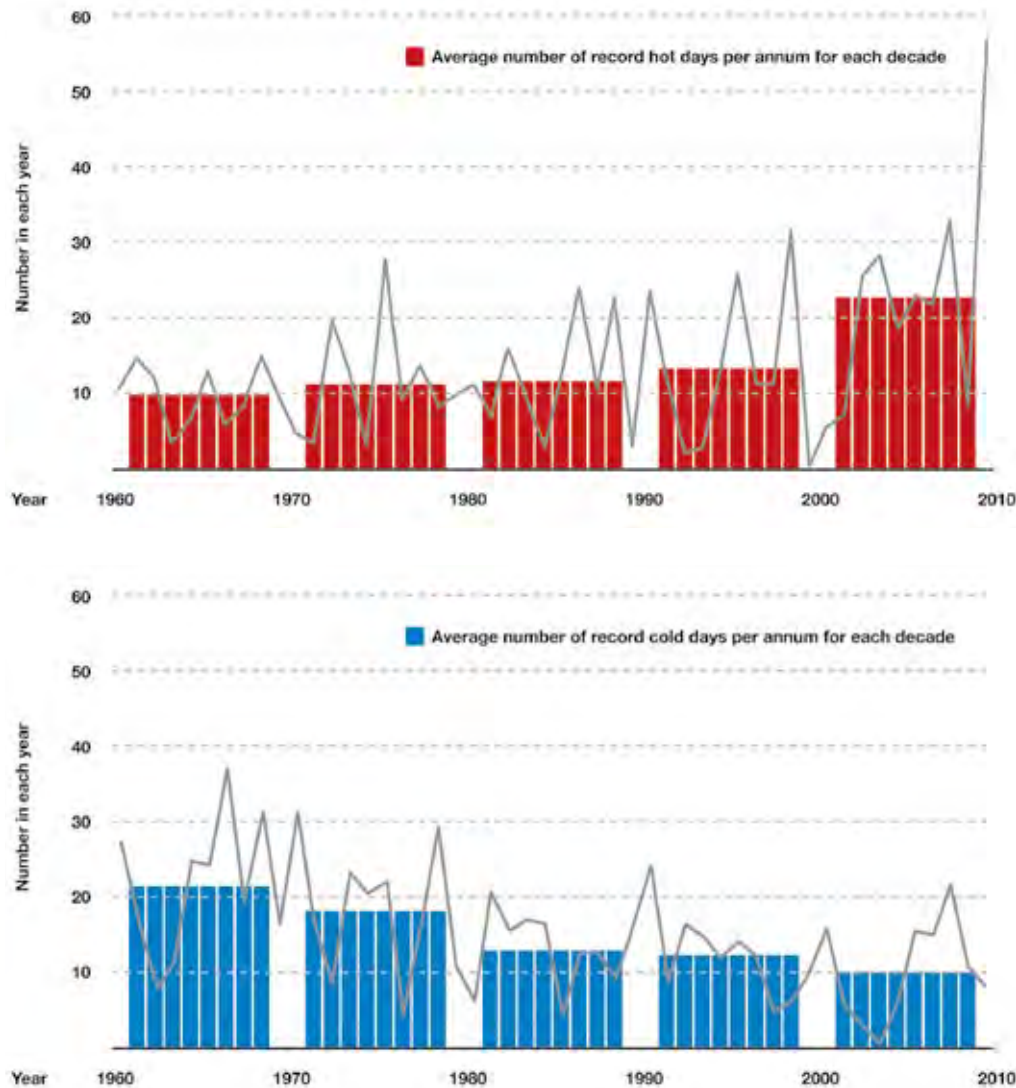 60
Average number of record hot days per annum for each decade
50
40
30
20
10
Number in each year
Year 1960 1970 1980 1990 2000 2010
60
Average number of record cold days per annum for each decade
50
40
30
20
10
Number in each year
Year 1960 1970 1980 1990 2000 2010